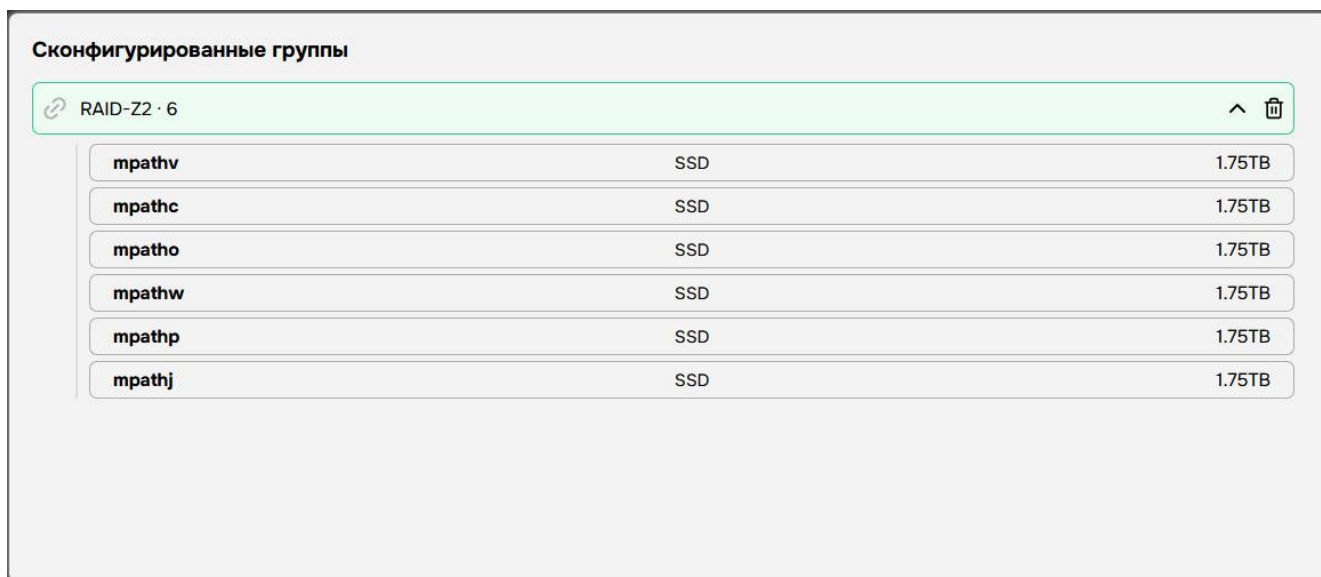 Сконфигурированные группы
RAID-Z2 · 6
mpathv SSD 1.75TB
mpathc SSD 1.75TB
mpatho SSD 1.75TB
mpathw SSD 1.75TB
mpathp SSD 1.75TB
mpathj SSD 1.75TB